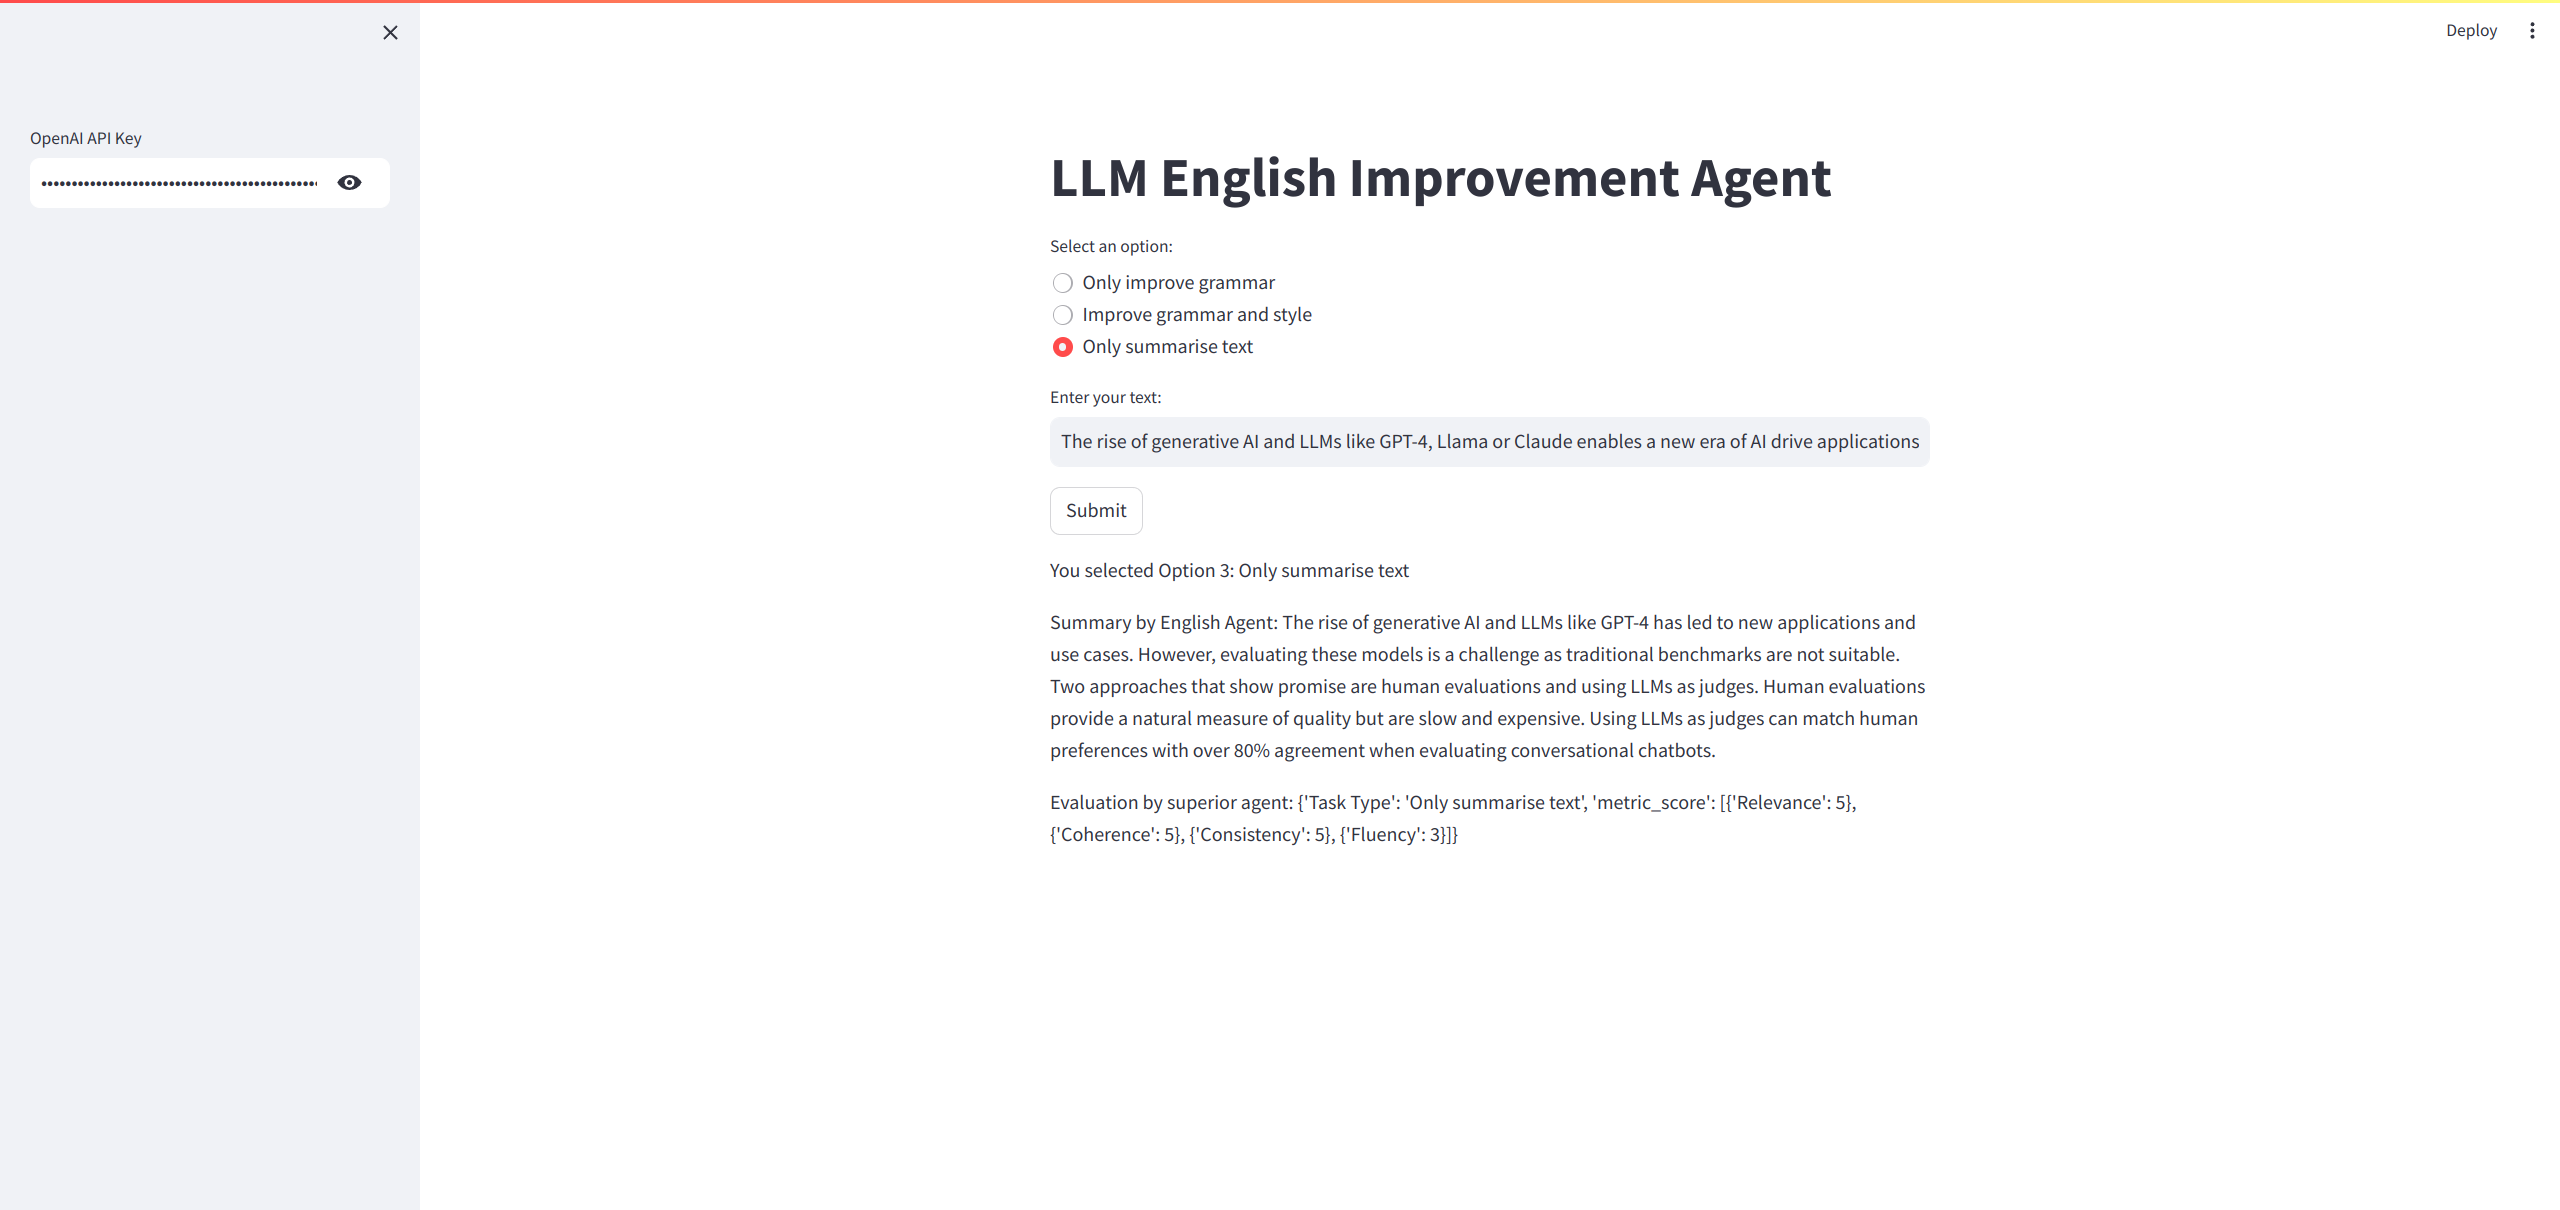 Deploy
OpenAI API Key
LLM English Improvement Agent
Select an option:
Only improve grammar
Improve grammar and style
Only summarise text
Enter your text:
The rise of generative AI and LLMs like GPT-4, Llama or Claude enables a new era of AI drive applications
Submit
You selected Option 3: Only summarise text
Summary by English Agent: The rise of generative AI and LLMs like GPT-4 has led to new applications and
use cases. However, evaluating these models is a challenge as traditional benchmarks are not suitable.
Two approaches that show promise are human evaluations and using LLMs as judges. Human evaluations
provide a natural measure of quality but are slow and expensive. Using LLMs as judges can match human
preferences with over 80% agreement when evaluating conversational chatbots.
Evaluation by superior agent: {'Task Type': 'Only summarise text', 'metric_score': [{'Relevance': 5},
{'Coherence': 5}, {'Consistency': 5}, {'Fluency': 3}]}